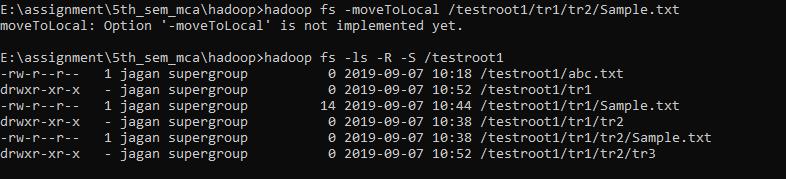 E:\assignment\5th_sem_mca\hadoop>hadoop fs -moveToLocal /testroot1/tr1/tr2/Sample.txt
moveToLocal: Option '-moveToLocal' is not implemented yet.
E:\assignment\5th_sem_mca\hadoop>hadoop fs -ls -R -S /testroot1
-rw-r--r--   1 jagan supergroup          0 2019-09-07 10:18 /testroot1/abc.txt
drwxr-xr-x   - jagan supergroup          0 2019-09-07 10:52 /testroot1/tr1
-rw-r--r--   1 jagan supergroup         14 2019-09-07 10:44 /testroot1/tr1/Sample.txt
drwxr-xr-x   - jagan supergroup          0 2019-09-07 10:38 /testroot1/tr1/tr2
-rw-r--r--   1 jagan supergroup          0 2019-09-07 10:38 /testroot1/tr1/tr2/Sample.txt
drwxr-xr-x   - jagan supergroup          0 2019-09-07 10:52 /testroot1/tr1/tr2/tr3